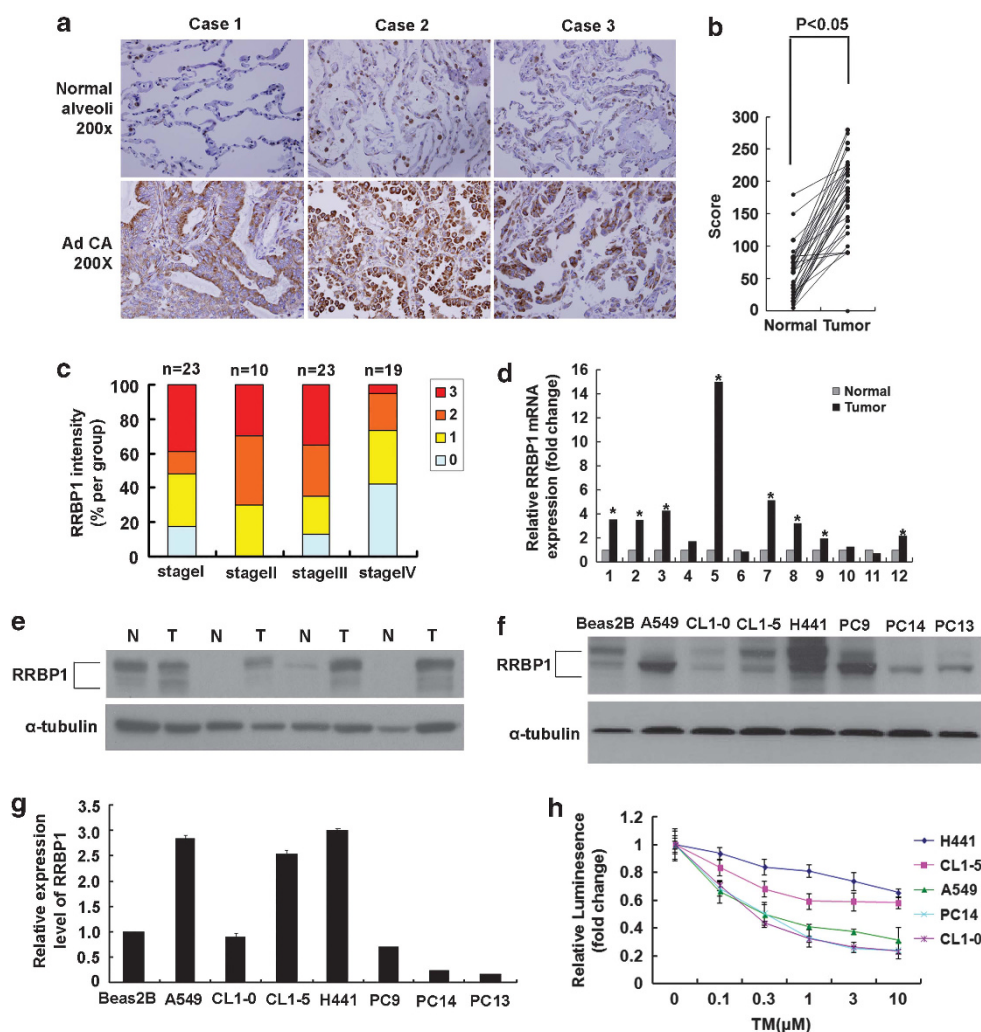 a
Case 1 Case 2 Case 3
Normal
alveoli
200x
Ad CA
200X
b
P<0.05
Score
300
250
200
150
100
50
0
Normal Tumor
c
n=23 n=10 n=23 n=19
RRBP1 intensity
(% per group)
100
80
60
40
20
0
stageI stageII stageIII stageIV
3
2
1
0
d
Relative RRBP1 mRNA
expression (fold change)
16
14
12
10
8
6
4
2
0
Normal
Tumor
* * * * * * * *
1 2 3 4 5 6 7 8 9 10 11 12
e
N T N T N T N T
RRBP1
α-tubulin
f
Beas2B A549 CL1-0 CL1-5 H441 PC9 PC14 PC13
RRBP1
α-tubulin
g
Relative expression
level of RRBP1
3.5
3.0
2.5
2.0
1.5
1.0
0.5
0
Beas2B A549 CL1-0 CL1-5 H441 PC9 PC14 PC13
h
Relative Luminesence
(fold change)
1.2
1
0.8
0.6
0.4
0.2
0
0 0.1 0.3 1 3 10
TM(μM)
H441
CL1-5
A549
PC14
CL1-0